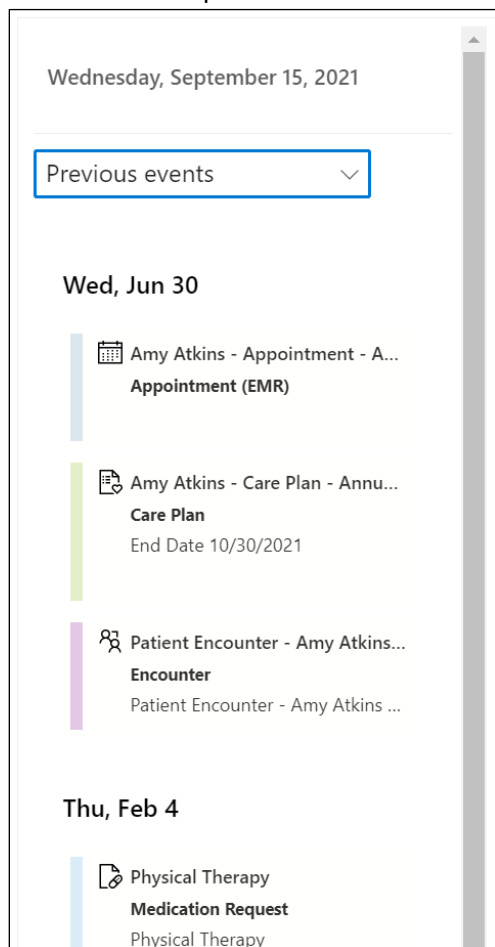 Wednesday, September 15, 2021
Previous events
Wed, Jun 30
Amy Atkins - Appointment - A...
Appointment (EMR)
Amy Atkins - Care Plan - Annu...
Care Plan
End Date 10/30/2021
Patient Encounter - Amy Atkins...
Encounter
Patient Encounter - Amy Atkins ...
Thu, Feb 4
Physical Therapy
Medication Request
Physical Therapy